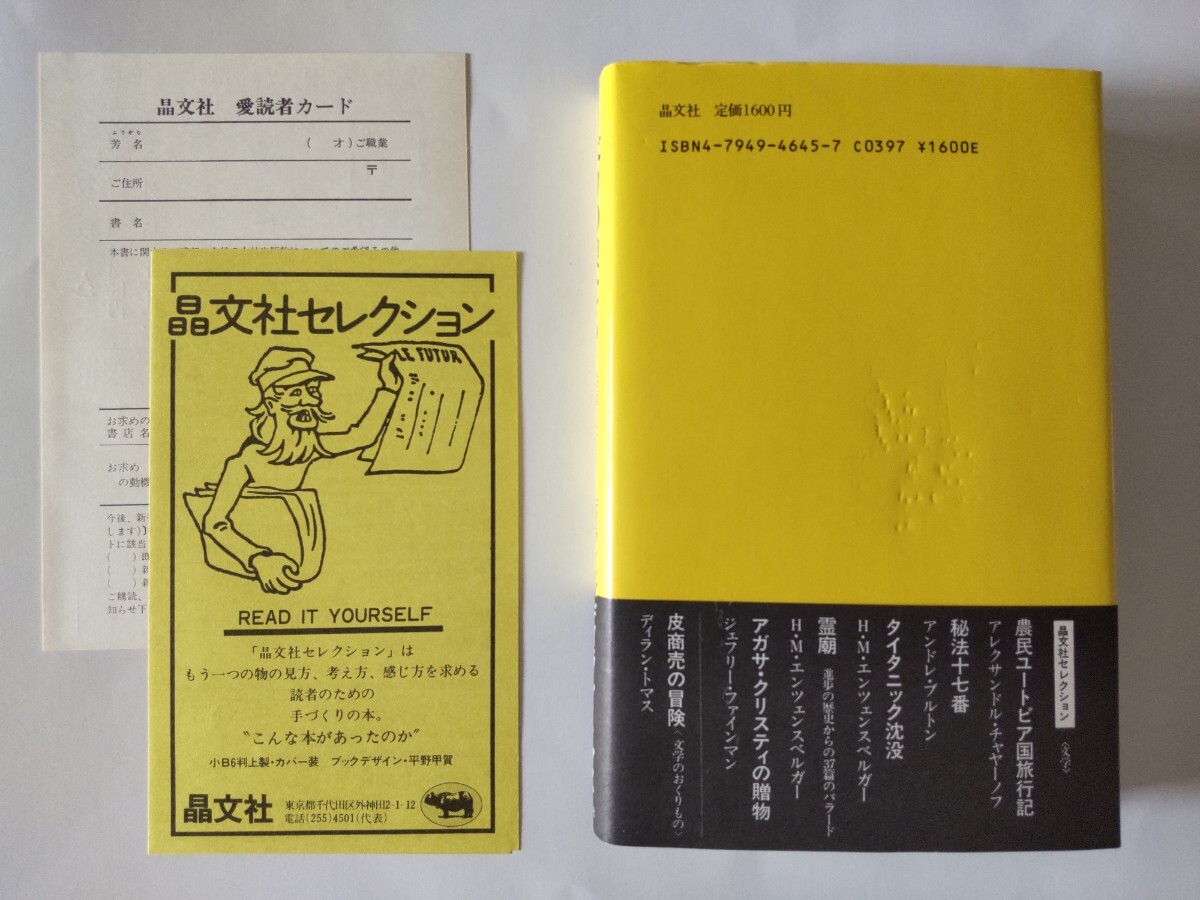 晶文社 愛読者カード
ふりがな
芳名 ( 才)ご職業
〒
ご住所
書名
本書に関
お求めの
書店名
お求め
の動機
今後、新
します)
トに該当
( )
( )新
( )新
ご購読、
知らせ下
晶文社セレクション
LE FUTUR
READ IT YOURSELF
「晶文社セレクション」は
もう一つの物の見方、考え方、感じ方を求める
読者のための
手づくりの本。
"こんな本があったのか"
小B6判上製・カバー装 ブックデザイン・平野甲賀
晶文社 東京都千代田区外神田2-1-12
電話(255)4501(代表)
晶文社 定価1600円
ISBN4-7949-4645-7 C0397 ¥1600E
晶文社セレクション 〈文学〉
農民ユートピア国旅行記
アレクサンドル・チャヤーノフ
秘法十七番
アンドレ・ブルトン
タイタニック沈没
H・M・エンツェンスベルガー
霊廟 進歩の歴史からの37篇のバラード
H・M・エンツェンスベルガー
アガサ・クリスティの贈物
ジェフリー・ファインマン
皮商売の冒険〈文学のおくりもの〉
ディラン・トマス